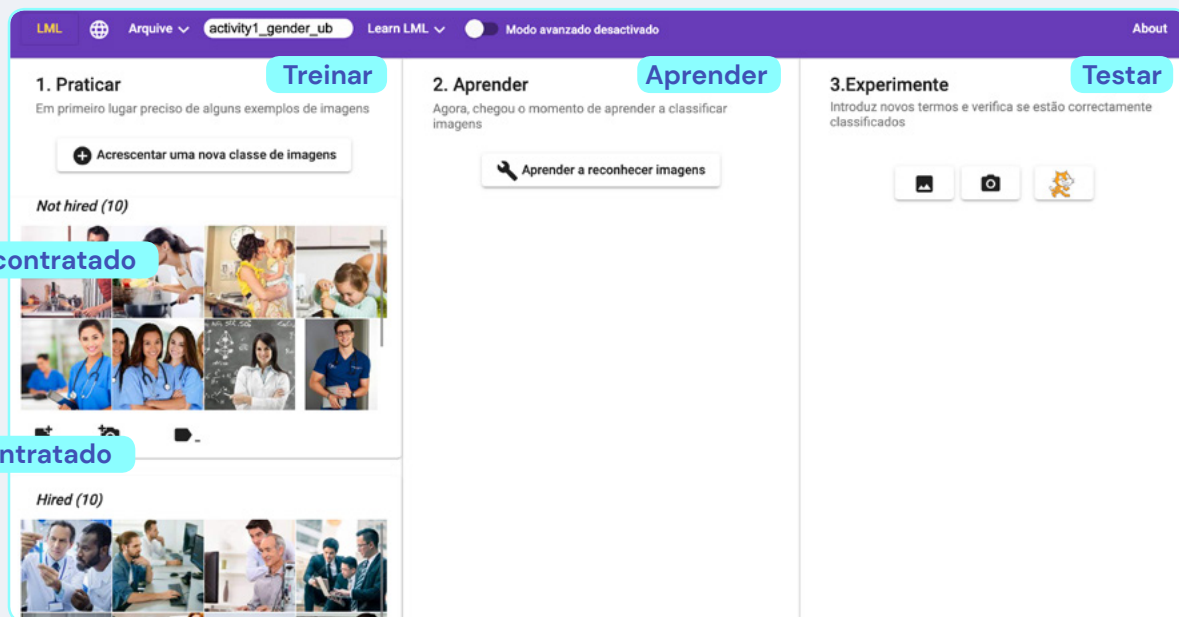 LML Arquive activity1_gender_ub Learn LML Modo avanzado desactivado About
1. Praticar
Treinar
Em primeiro lugar preciso de alguns exemplos de imagens
Acrescentar uma nova classe de imagens
Not hired (10)
contratado
ntratado
Hired (10)
2. Aprender
Aprender
Agora, chegou o momento de aprender a classificar
imagens
Aprender a reconhecer imagens
3.Experimente
Testar
Introduz novos termos e verifica se estão correctamente
classificados